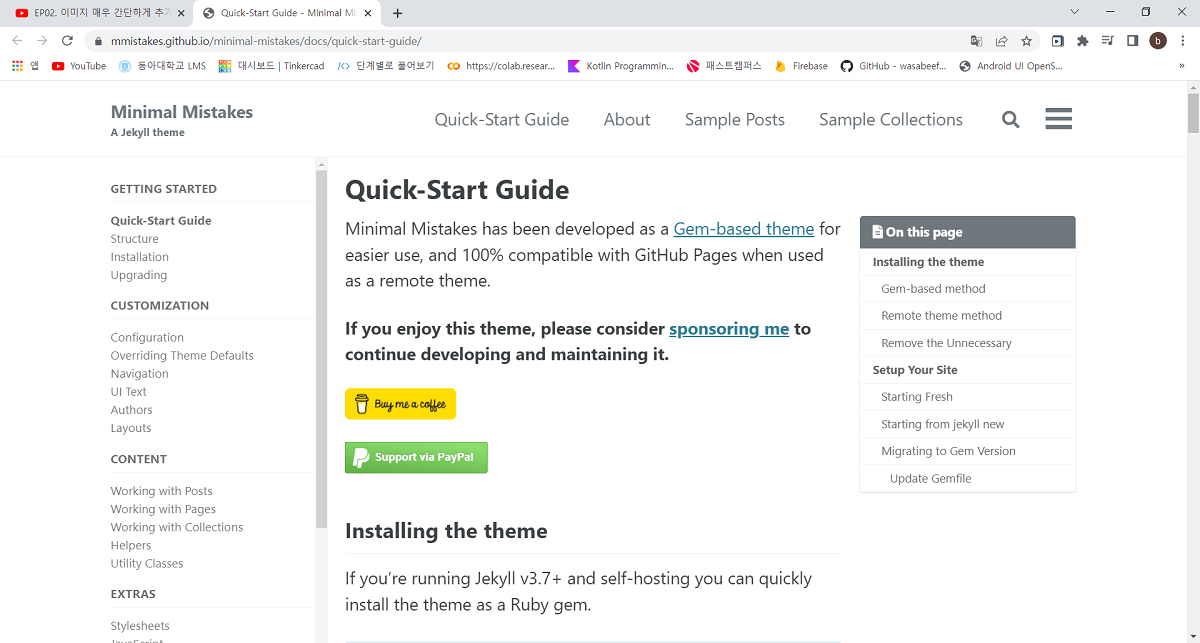 EP02. 이미지 매우 간단하게 추가
Quick-Start Guide - Minimal Mi
mmistakes.github.io/minimal-mistakes/docs/quick-start-guide/
b
앱
YouTube
동아대학교 LMS
대시보드 | Tinkercad
단계별로 풀어보기
https://colab.resear...
Kotlin Programmin...
패스트캠퍼스
Firebase
GitHub - wasabeef...
Android UI OpenS...
»
Minimal Mistakes
A Jekyll theme
Quick-Start Guide
About
Sample Posts
Sample Collections
GETTING STARTED
Quick-Start Guide
Structure
Installation
Upgrading
CUSTOMIZATION
Configuration
Overriding Theme Defaults
Navigation
UI Text
Authors
Layouts
CONTENT
Working with Posts
Working with Pages
Working with Collections
Helpers
Utility Classes
EXTRAS
Stylesheets
JavaScript
Quick-Start Guide
Minimal Mistakes has been developed as a Gem-based theme for
easier use, and 100% compatible with GitHub Pages when used
as a remote theme.
If you enjoy this theme, please consider sponsoring me to
continue developing and maintaining it.
Buy me a coffee
Support via PayPal
Installing the theme
If you’re running Jekyll v3.7+ and self-hosting you can quickly
install the theme as a Ruby gem.
On this page
Installing the theme
Gem-based method
Remote theme method
Remove the Unnecessary
Setup Your Site
Starting Fresh
Starting from jekyll new
Migrating to Gem Version
Update Gemfile